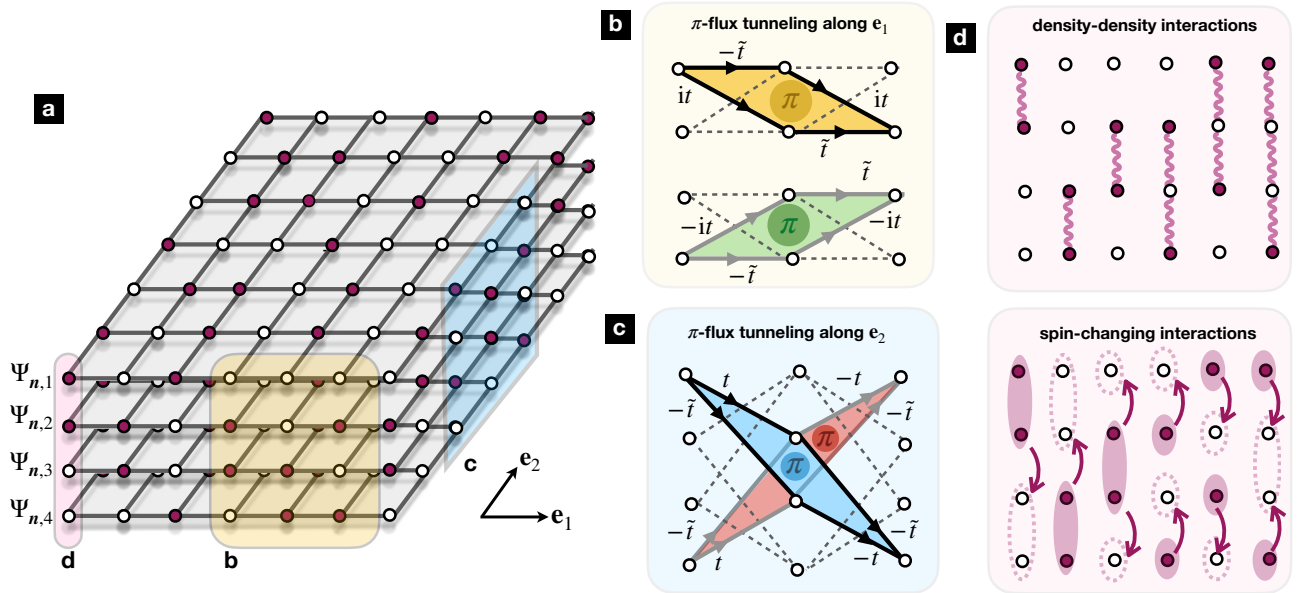 a
Ψn,1
Ψn,2
Ψn,3
Ψn,4
d
b
c
e2
e1
b
π-flux tunneling along e1
−t̃
it
π
it
t̃
t̃
−it
π
−it
−t̃
c
π-flux tunneling along e2
t
−t
−t̃
−t̃
π
π
−t̃
−t̃
t
−t
d
density-density interactions
spin-changing interactions